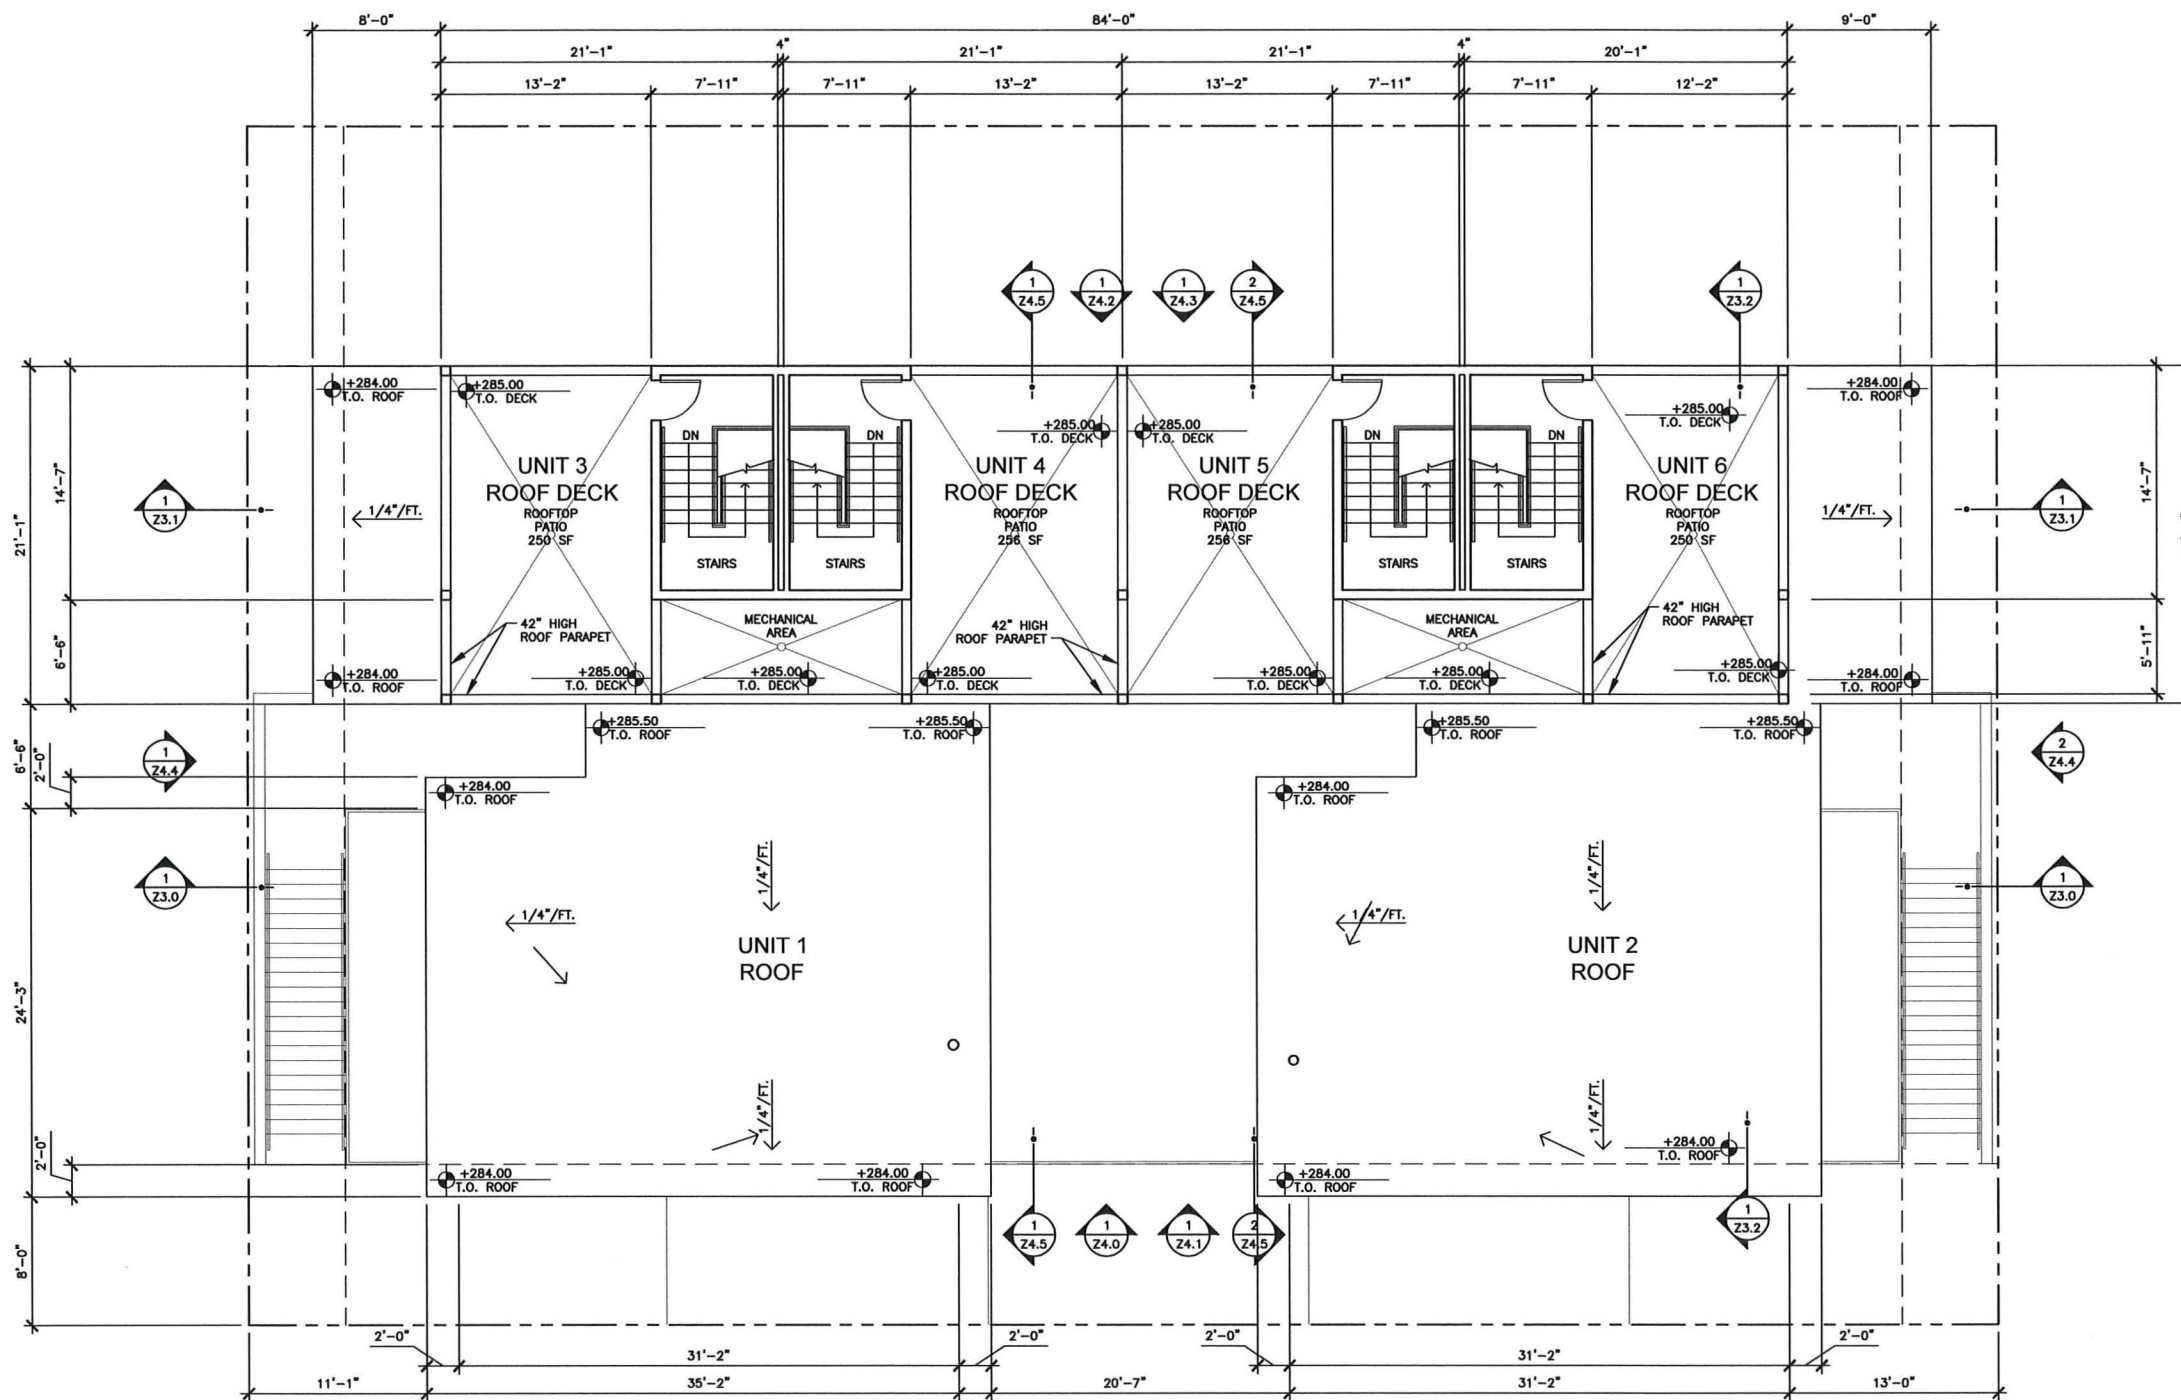 8'-0" 84'-0" 9'-0"
21'-1" 4" 21'-1" 21'-1" 4" 20'-1"
13'-2" 7'-11" 7'-11" 13'-2" 13'-2" 7'-11" 7'-11" 12'-2"
1 1 1 2 1
Z4.5 Z4.2 Z4.3 Z4.5 Z3.2
+284.00 +285.00 +284.00
T.O. ROOF T.O. DECK T.O. ROOF
+285.00
T.O. DECK
+285.00 +285.00
T.O. DECK T.O. DECK
DN DN DN DN
UNIT 3 UNIT 4 UNIT 5 UNIT 6
ROOF DECK ROOF DECK ROOF DECK ROOF DECK
ROOFTOP ROOFTOP ROOFTOP ROOFTOP
PATIO PATIO PATIO PATIO
250 SF 256 SF 256 SF 250 SF
14'-7" 14'-7"
21'-1"
1 1
Z3.1 Z3.1
1/4"/FT. 1/4"/FT.
STAIRS STAIRS STAIRS STAIRS
42" HIGH
ROOF PARAPET
MECHANICAL
AREA
42" HIGH
ROOF PARAPET
MECHANICAL
AREA
42" HIGH
ROOF PARAPET
6'-6" 5'-11"
+284.00 +285.00 +285.00 +285.00 +285.00 +285.00 +285.00 +284.00
T.O. ROOF T.O. DECK T.O. DECK T.O. DECK T.O. DECK T.O. DECK T.O. DECK T.O. ROOF
+285.50 +285.50 +285.50 +285.50
T.O. ROOF T.O. ROOF T.O. ROOF T.O. ROOF
6'-6"
2'-0"
1 2
Z4.4 Z4.4
+284.00 +284.00
T.O. ROOF T.O. ROOF
1/4"/FT. 1/4"/FT.
1 1
Z3.0 Z3.0
1/4"/FT. 1/4"/FT.
UNIT 1 UNIT 2
ROOF ROOF
24'-3"
1/4"/FT. 1/4"/FT.
2'-0"
+284.00
T.O. ROOF
+284.00 +284.00 +284.00
T.O. ROOF T.O. ROOF T.O. ROOF
1 1 1 2 1
Z4.5 Z4.0 Z4.1 Z4.5 Z3.2
8'-0"
2'-0" 2'-0" 2'-0" 2'-0"
31'-2" 31'-2"
11'-1" 35'-2" 20'-7" 31'-2" 13'-0"